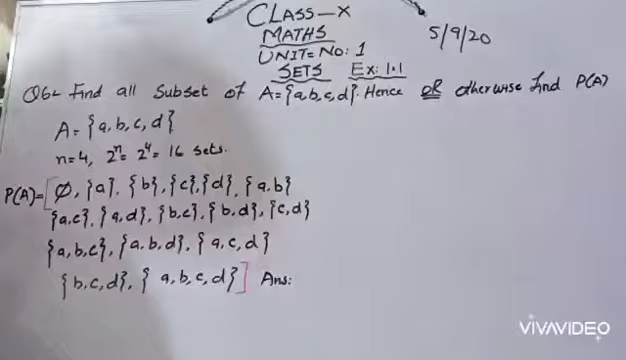 CLASS-X
MATHS
5/9/20
UNIT= No: 1
SETS Ex: 1.1
Q6- Find all Subset of A={a,b,c,d}. Hence OR otherwise find P(A)
A={a,b,c,d}
n=4, 2ⁿ= 2⁴= 16 sets.
P(A)=[∅, {a}, {b}, {c}, {d}, {a,b}
{a,c}, {a,d}, {b,c}, {b,d}, {c,d}
{a,b,c}, {a,b,d}, {a,c,d}
{b,c,d}, {a,b,c,d}] Ans:
VIVAVIDEO